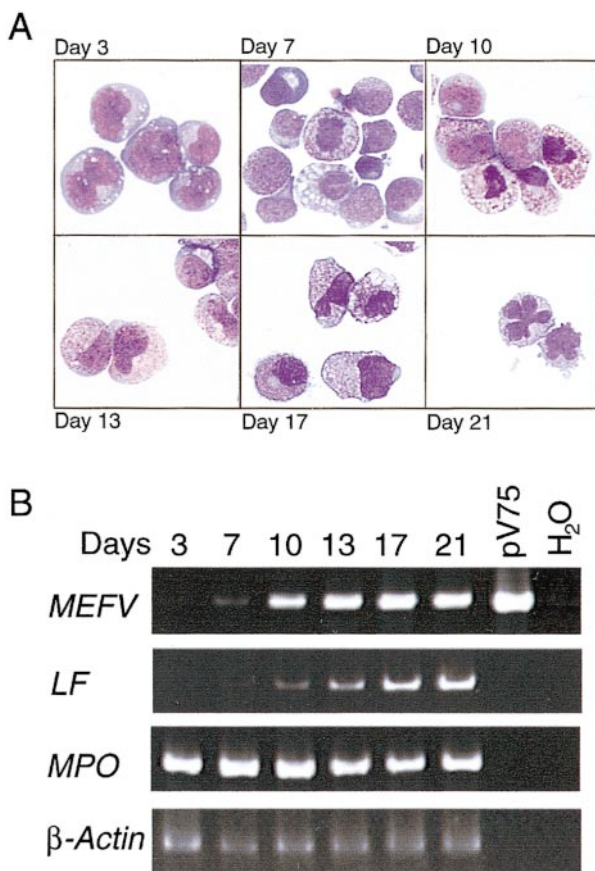 A
Day 3 Day 7 Day 10
Day 13 Day 17 Day 21
B
Days 3 7 10 13 17 21 pV75 H₂O
MEFV
LF
MPO
β-Actin